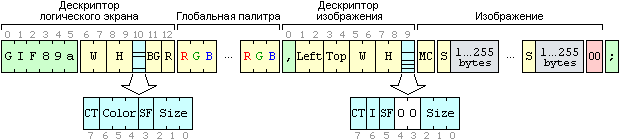 Дескриптор логического экрана
Глобальная палитра
Дескриптор изображения
Изображение
0 1 2 3 4 5 6 7 8 9 10 11 12
0 1 2 3 4 5 6 7 8 9
G I F 8 9 a W H BG R R G B ... R G B , Left Top W H MC S 1...255 bytes ... S 1...255 bytes 00 ;
CT Color SF Size
CT I SF 0 0 Size
7 6 5 4 3 2 1 0
7 6 5 4 3 2 1 0